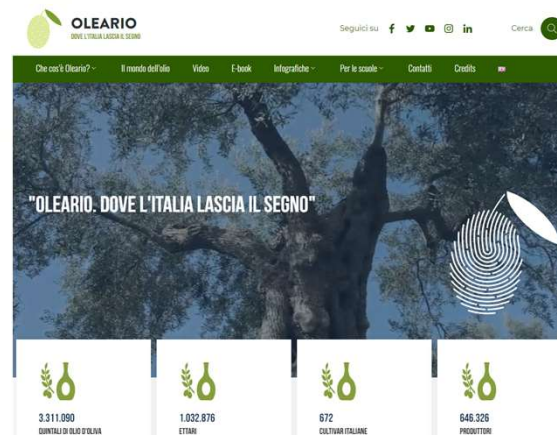 OLEARIO
DOVE L'ITALIA LASCIA IL SEGNO
Seguici su
Cerca
Che cos'è Oleario? Il mondo dell'olio Video E-book Infografiche Per le scuole Contatti Credits
"OLEARIO. DOVE L'ITALIA LASCIA IL SEGNO"
3.311.090
QUINTALI DI OLIO D'OLIVA
1.032.876
ETTARI
672
CULTIVAR ITALIANE
646.326
PRODUTTORI